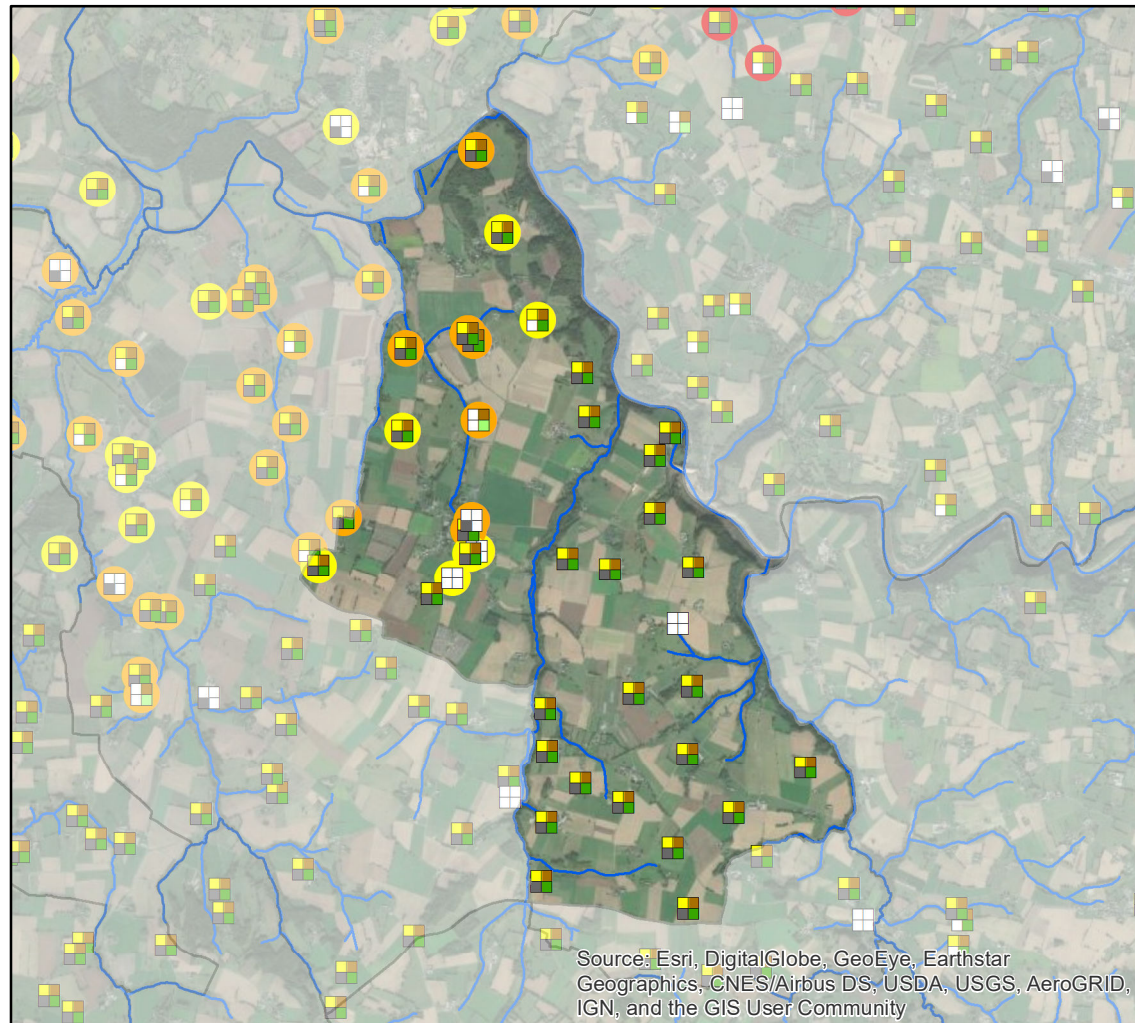 Source: Esri, DigitalGlobe, GeoEye, Earthstar
Geographics, CNES/Airbus DS, USDA, USGS, AeroGRID,
IGN, and the GIS User Community